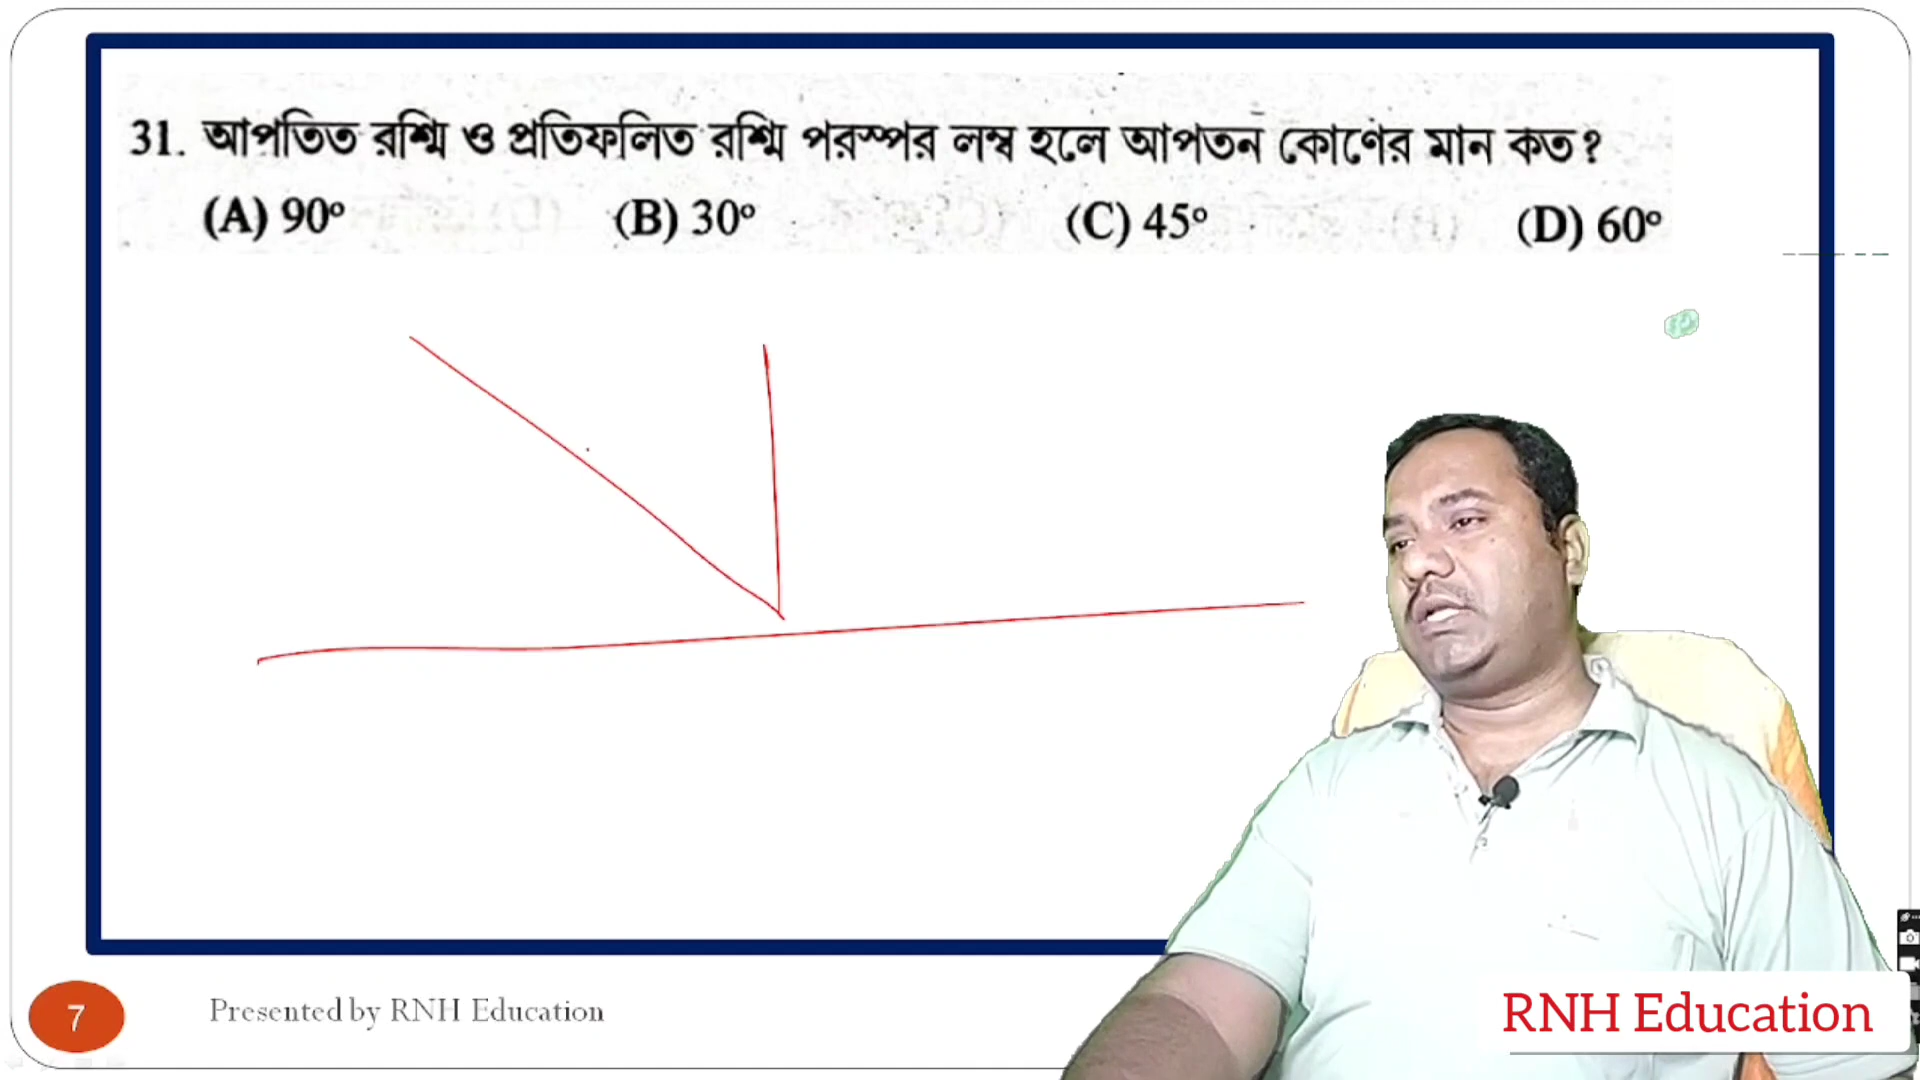 31. আপতিত রশ্মি ও প্রতিফলিত রশ্মি পরস্পর লম্ব হলে আপতন কোণের মান কত?
(A) 90° (B) 30° (C) 45° (D) 60°
7 Presented by RNH Education
RNH Education